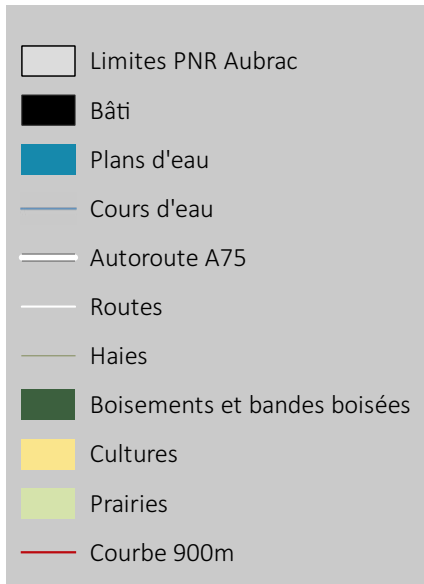 Limites PNR Aubrac
Bâti
Plans d'eau
Cours d'eau
Autoroute A75
Routes
Haies
Boisements et bandes boisées
Cultures
Prairies
Courbe 900m